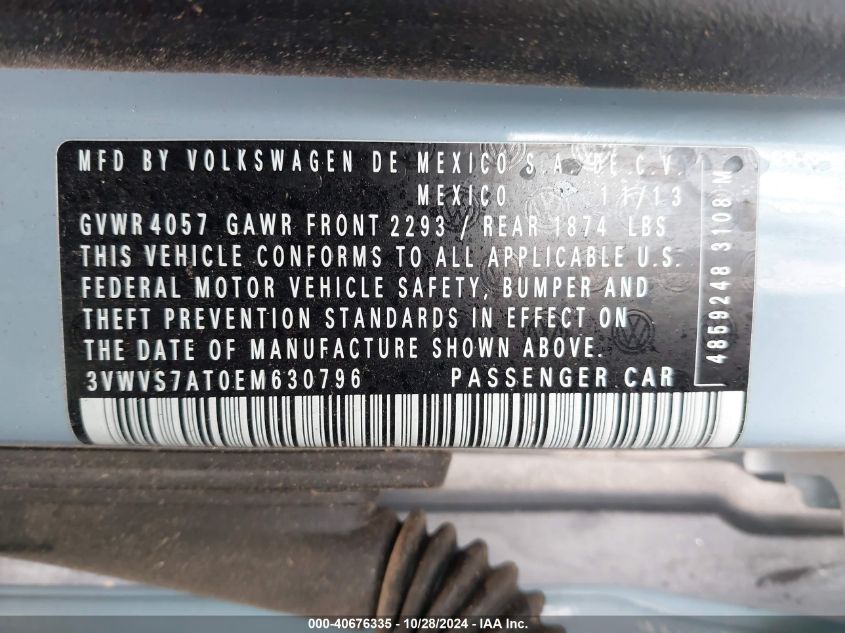 MFD BY VOLKSWAGEN DE MEXICO S.A. DE C.V.
MEXICO 11/13
GVWR 4057 GAWR FRONT 2293 / REAR 1874 LBS
THIS VEHICLE CONFORMS TO ALL APPLICABLE U.S.
FEDERAL MOTOR VEHICLE SAFETY, BUMPER AND
THEFT PREVENTION STANDARDS IN EFFECT ON
THE DATE OF MANUFACTURE SHOWN ABOVE.
3VWVS7AT0EM630796 PASSENGER CAR
4859248 3108 M
000-40676335 - 10/28/2024 - IAA Inc.